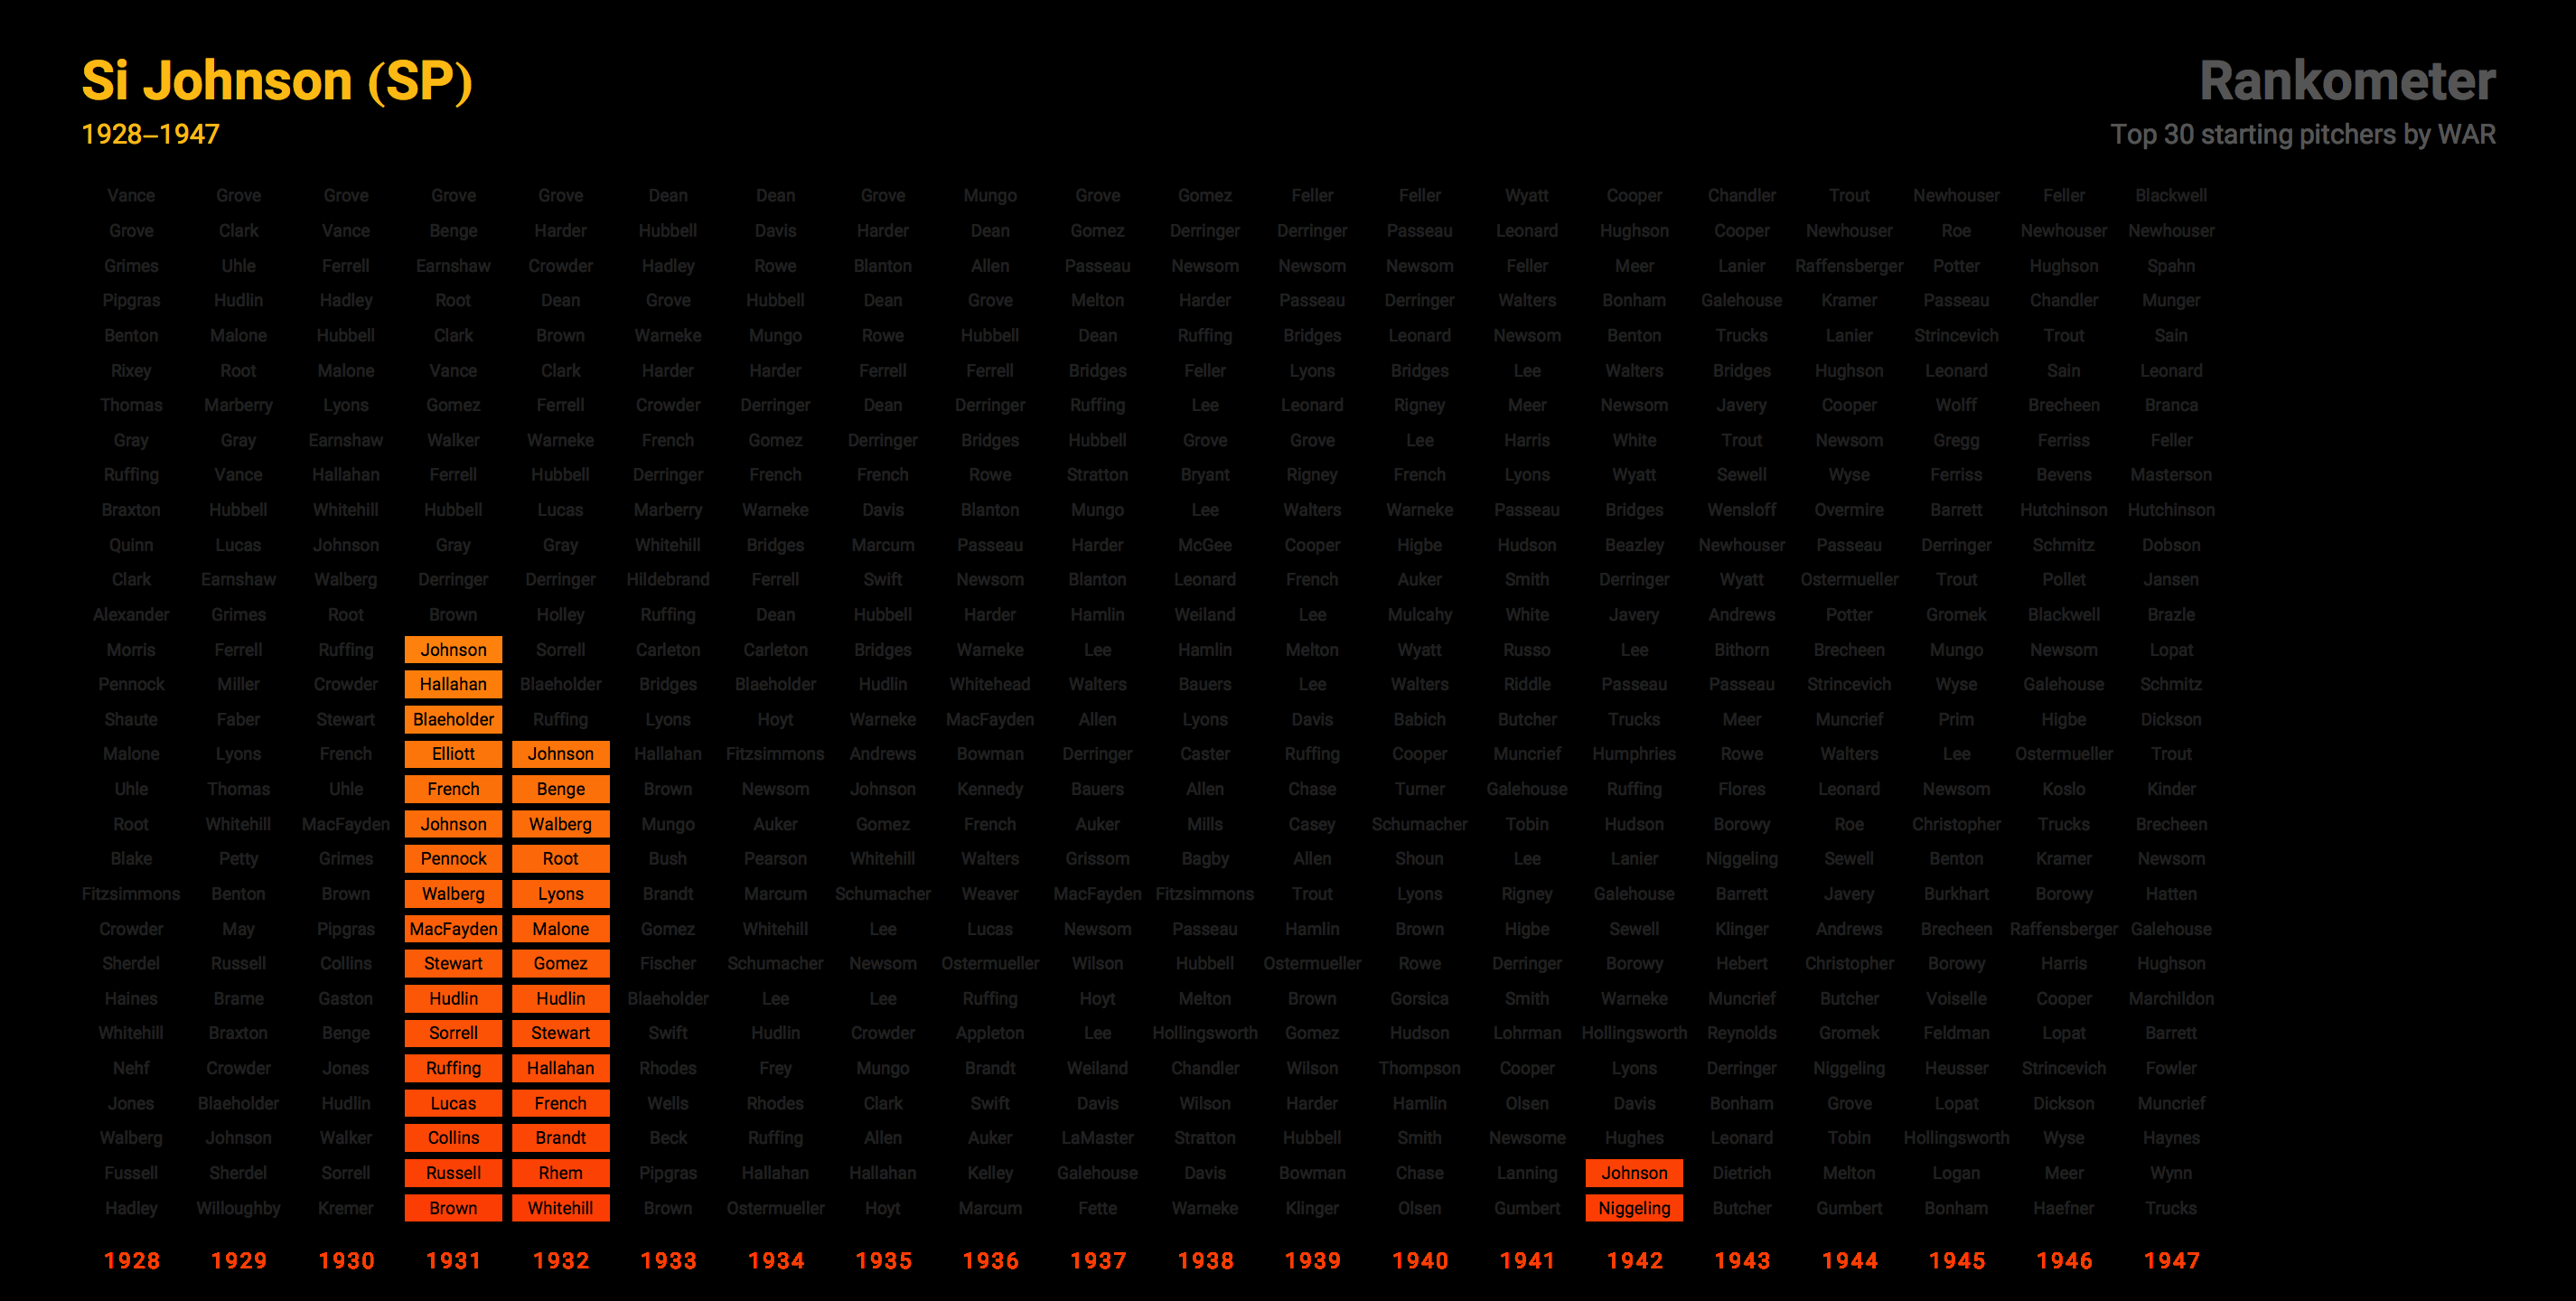 Si Johnson (SP)
Rankometer
1928–1947
Top 30 starting pitchers by WAR
Vance Grove Grove Grove Grove Dean Dean Grove Mungo Grove Gomez Feller Feller Wyatt Cooper Chandler Trout Newhouser Feller Blackwell
Grove Clark Vance Benge Harder Hubbell Davis Harder Dean Gomez Derringer Derringer Passeau Leonard Hughson Cooper Newhouser Roe Newhouser Newhouser
Grimes Uhle Ferrell Earnshaw Crowder Hadley Rowe Blanton Allen Passeau Newsom Newsom Newsom Feller Meer Lanier Raffensberger Potter Hughson Spahn
Pipgras Hudlin Hadley Root Dean Grove Hubbell Dean Grove Melton Harder Passeau Derringer Walters Bonham Galehouse Kramer Passeau Chandler Munger
Benton Malone Hubbell Clark Brown Warneke Mungo Rowe Hubbell Dean Ruffing Bridges Leonard Newsom Benton Trucks Lanier Strincevich Trout Sain
Rixey Root Malone Vance Clark Harder Harder Ferrell Ferrell Bridges Feller Lyons Bridges Lee Walters Bridges Hughson Leonard Sain Leonard
Thomas Marberry Lyons Gomez Ferrell Crowder Derringer Dean Derringer Ruffing Lee Leonard Rigney Meer Newsom Javery Cooper Wolff Brecheen Branca
Gray Gray Earnshaw Walker Warneke French Gomez Derringer Bridges Hubbell Grove Grove Lee Harris White Trout Newsom Gregg Ferriss Feller
Ruffing Vance Hallahan Ferrell Hubbell Derringer French French Rowe Stratton Bryant Rigney French Lyons Wyatt Sewell Wyse Ferriss Bevens Masterson
Braxton Hubbell Whitehill Hubbell Lucas Marberry Warneke Davis Blanton Mungo Lee Walters Warneke Passeau Bridges Wensloff Overmire Barrett Hutchinson Hutchinson
Quinn Lucas Johnson Gray Gray Whitehill Bridges Marcum Passeau Harder McGee Cooper Higbe Hudson Beazley Newhouser Passeau Derringer Schmitz Dobson
Clark Earnshaw Walberg Derringer Derringer Hildebrand Ferrell Swift Newsom Blanton Leonard French Auker Smith Derringer Wyatt Ostermueller Trout Pollet Jansen
Alexander Grimes Root Brown Holley Ruffing Dean Hubbell Harder Hamlin Weiland Lee Mulcahy White Javery Andrews Potter Gromek Blackwell Brazle
Morris Ferrell Ruffing Johnson Sorrell Carleton Carleton Bridges Warneke Lee Hamlin Melton Wyatt Russo Lee Bithorn Brecheen Mungo Newsom Lopat
Pennock Miller Crowder Hallahan Blaeholder Bridges Blaeholder Hudlin Whitehead Walters Bauers Lee Walters Riddle Passeau Passeau Strincevich Wyse Galehouse Schmitz
Shaute Faber Stewart Blaeholder Ruffing Lyons Hoyt Warneke MacFayden Allen Lyons Davis Babich Butcher Trucks Meer Muncrief Prim Higbe Dickson
Malone Lyons French Elliott Johnson Hallahan Fitzsimmons Andrews Bowman Derringer Caster Ruffing Cooper Muncrief Humphries Rowe Walters Lee Ostermueller Trout
Uhle Thomas Uhle French Benge Brown Newsom Johnson Kennedy Bauers Allen Chase Turner Galehouse Ruffing Flores Leonard Newsom Koslo Kinder
Root Whitehill MacFayden Johnson Walberg Mungo Auker Gomez French Auker Mills Casey Schumacher Tobin Hudson Borowy Roe Christopher Trucks Brecheen
Blake Petty Grimes Pennock Root Bush Pearson Whitehill Walters Grissom Bagby Allen Shoun Lee Lanier Niggeling Sewell Benton Kramer Newsom
Fitzsimmons Benton Brown Walberg Lyons Brandt Marcum Schumacher Weaver MacFayden Fitzsimmons Trout Lyons Rigney Galehouse Barrett Javery Burkhart Borowy Hatten
Crowder May Pipgras MacFayden Malone Gomez Whitehill Lee Lucas Newsom Passeau Hamlin Brown Higbe Sewell Klinger Andrews Brecheen Raffensberger Galehouse
Sherdel Russell Collins Stewart Gomez Fischer Schumacher Newsom Ostermueller Wilson Hubbell Ostermueller Rowe Derringer Borowy Hebert Christopher Borowy Harris Hughson
Haines Brame Gaston Hudlin Hudlin Blaeholder Lee Lee Ruffing Hoyt Melton Brown Gorsica Smith Warneke Muncrief Butcher Voiselle Cooper Marchildon
Whitehill Braxton Benge Sorrell Stewart Swift Hudlin Crowder Appleton Lee Hollingsworth Gomez Hudson Lohrman Hollingsworth Reynolds Gromek Feldman Lopat Barrett
Nehf Crowder Jones Ruffing Hallahan Rhodes Frey Mungo Brandt Weiland Chandler Wilson Thompson Cooper Lyons Derringer Niggeling Heusser Strincevich Fowler
Jones Blaeholder Hudlin Lucas French Wells Rhodes Clark Swift Davis Wilson Harder Hamlin Olsen Davis Bonham Grove Lopat Dickson Muncrief
Walberg Johnson Walker Collins Brandt Beck Ruffing Allen Auker LaMaster Stratton Hubbell Smith Newsome Hughes Leonard Tobin Hollingsworth Wyse Haynes
Fussell Sherdel Sorrell Russell Rhem Pipgras Hallahan Hallahan Kelley Galehouse Davis Bowman Chase Lanning Johnson Dietrich Melton Logan Meer Wynn
Hadley Willoughby Kremer Brown Whitehill Brown Ostermueller Hoyt Marcum Fette Warneke Klinger Olsen Gumbert Niggeling Butcher Gumbert Bonham Haefner Trucks
1928 1929 1930 1931 1932 1933 1934 1935 1936 1937 1938 1939 1940 1941 1942 1943 1944 1945 1946 1947